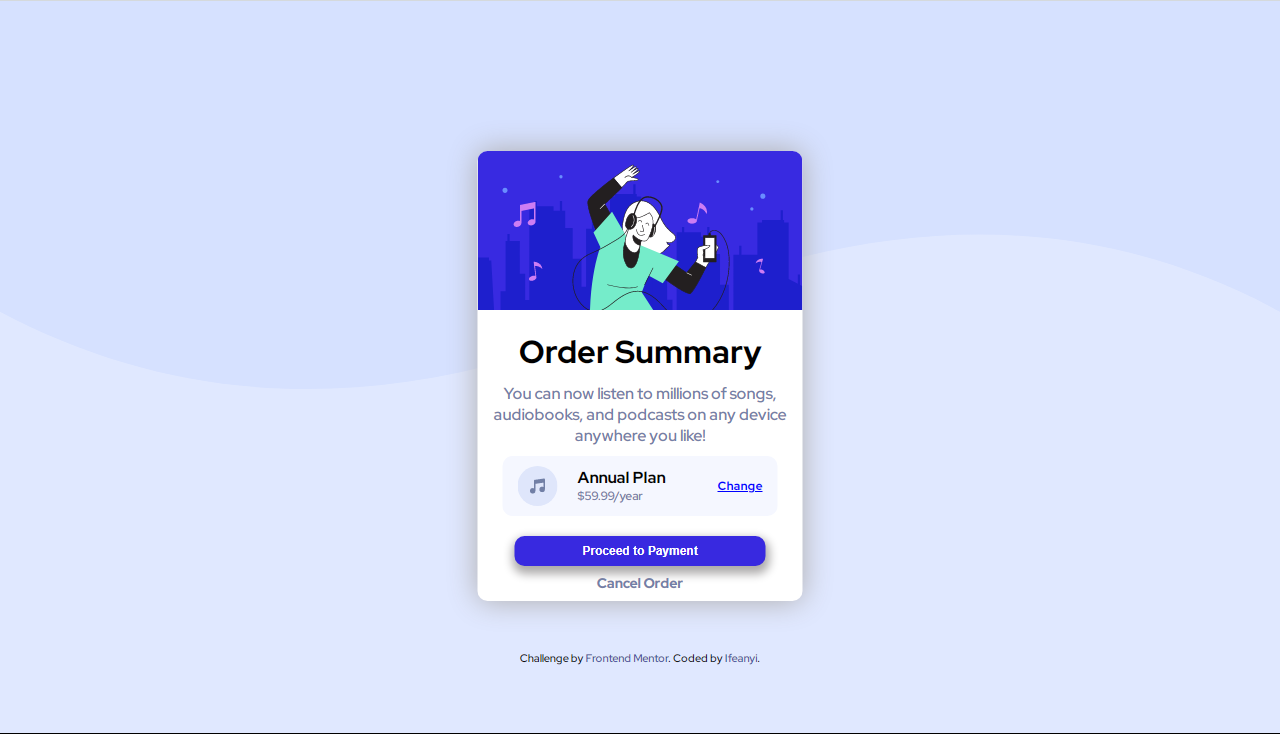 Order Summary
You can now listen to millions of songs,
audiobooks, and podcasts on any device
anywhere you like!
Annual Plan
$59.99/year
Change
Proceed to Payment
Cancel Order
Challenge by Frontend Mentor. Coded by Ifeanyi.